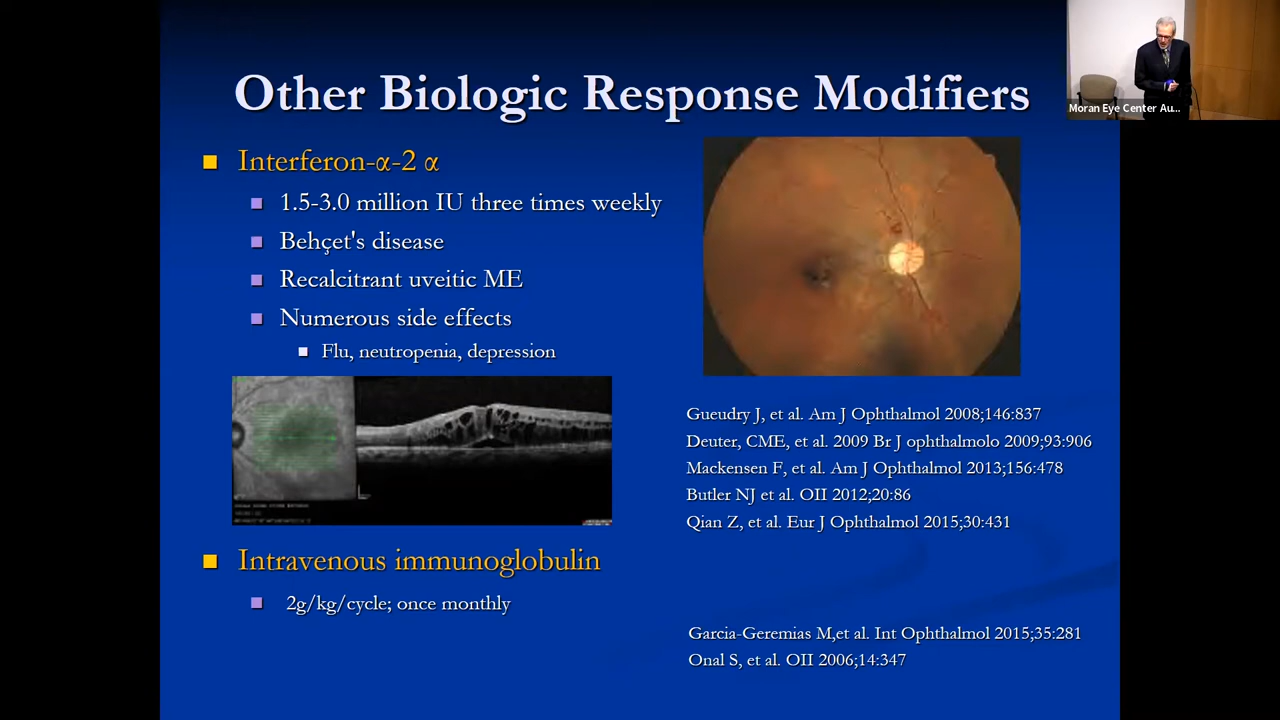 Other Biologic Response Modifiers
Moran Eye Center Au...
Interferon-α-2 α
1.5-3.0 million IU three times weekly
Behçet's disease
Recalcitrant uveitic ME
Numerous side effects
Flu, neutropenia, depression
Gueudry J, et al. Am J Ophthalmol 2008;146:837
Deuter, CME, et al. 2009 Br J ophthalmolo 2009;93:906
Mackensen F, et al. Am J Ophthalmol 2013;156:478
Butler NJ et al. OII 2012;20:86
Qian Z, et al. Eur J Ophthalmol 2015;30:431
Intravenous immunoglobulin
2g/kg/cycle; once monthly
Garcia-Geremias M,et al. Int Ophthalmol 2015;35:281
Onal S, et al. OII 2006;14:347